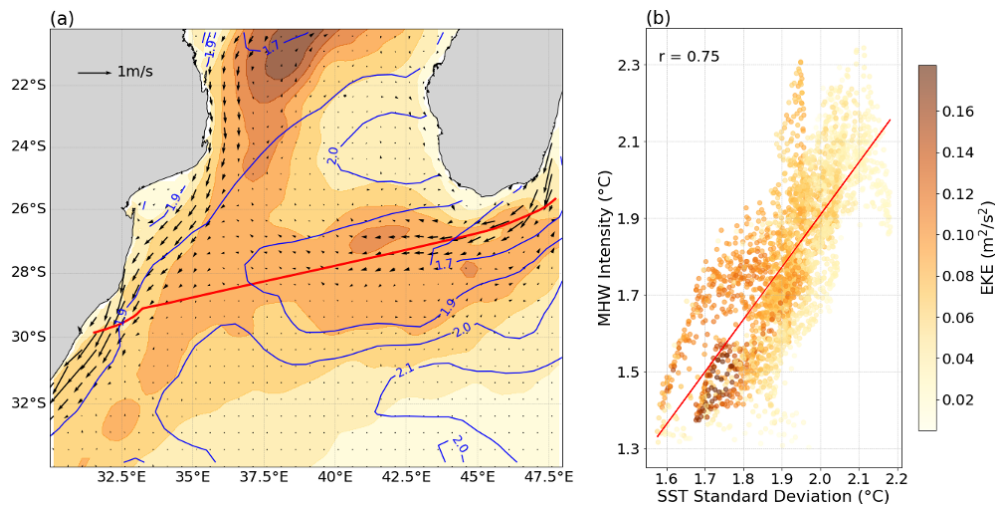 (a)
1m/s
22°S
24°S
26°S
28°S
30°S
32°S
32.5°E
35°E
37.5°E
40°E
42.5°E
45°E
47.5°E
1.9
1.7
2.0
1.9
1.7
1.9
2.0
1.9
2.1
2.0
(b)
r = 0.75
MHW Intensity (°C)
2.3
2.1
1.9
1.7
1.5
1.3
1.6
1.7
1.8
1.9
2.0
2.1
2.2
SST Standard Deviation (°C)
0.16
0.14
0.12
0.10
0.08
0.06
0.04
0.02
EKE (m²/s²)